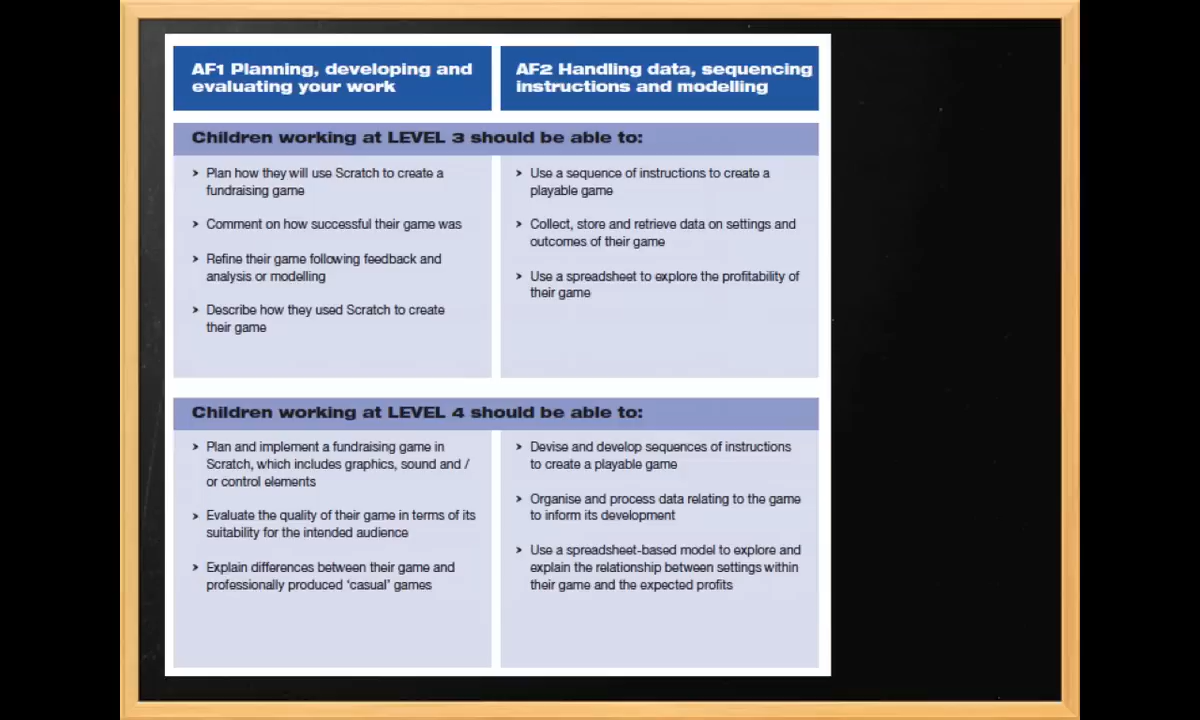 AF1 Planning, developing and
evaluating your work
AF2 Handling data, sequencing
instructions and modelling
Children working at LEVEL 3 should be able to:
> Plan how they will use Scratch to create a
fundraising game
> Comment on how successful their game was
> Refine their game following feedback and
analysis or modelling
> Describe how they used Scratch to create
their game
> Use a sequence of instructions to create a
playable game
> Collect, store and retrieve data on settings and
outcomes of their game
> Use a spreadsheet to explore the profitability of
their game
Children working at LEVEL 4 should be able to:
> Plan and implement a fundraising game in
Scratch, which includes graphics, sound and /
or control elements
> Evaluate the quality of their game in terms of its
suitability for the intended audience
> Explain differences between their game and
professionally produced ‘casual’ games
> Devise and develop sequences of instructions
to create a playable game
> Organise and process data relating to the game
to inform its development
> Use a spreadsheet-based model to explore and
explain the relationship between settings within
their game and the expected profits